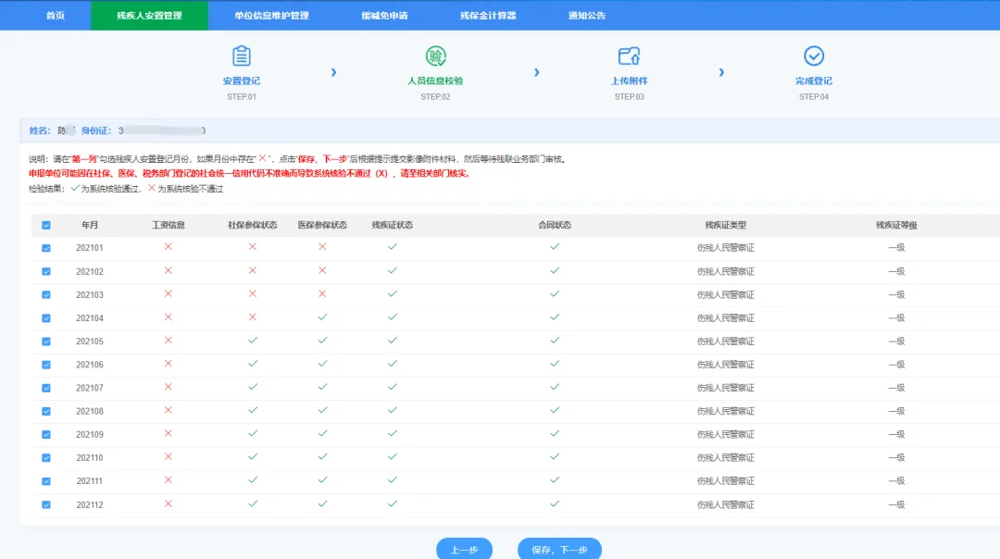 首页 残疾人安置管理 单位信息维护管理 缓减免申请 残保金计算器 通知公告
安置登记 人员信息校验 上传附件 完成登记
STEP.01 STEP.02 STEP.03 STEP.04
姓名： 陈 身份证： 3
说明：请在"第一列"勾选残疾人安置登记月份，如果月份中存在"×"，点击"保存，下一步"后根据提示提交影像附件材料，然后等待残联业务部门审核。
申报单位可能因在社保、医保、税务部门登记的社会统一信用代码不准确而导致系统核验不通过（X），请至相关部门核实。
检验结果：✓为系统核验通过，×为系统核验不通过
年月 工资信息 社保参保状态 医保参保状态 残疾证状态 合同状态 残疾证类型 残疾证等级
202101 × × × ✓ ✓ 伤残人民警察证 一级
202102 × × × ✓ ✓ 伤残人民警察证 一级
202103 × × × ✓ ✓ 伤残人民警察证 一级
202104 × × ✓ ✓ ✓ 伤残人民警察证 一级
202105 × ✓ ✓ ✓ ✓ 伤残人民警察证 一级
202106 × ✓ ✓ ✓ ✓ 伤残人民警察证 一级
202107 × ✓ ✓ ✓ ✓ 伤残人民警察证 一级
202108 × ✓ ✓ ✓ ✓ 伤残人民警察证 一级
202109 × ✓ ✓ ✓ ✓ 伤残人民警察证 一级
202110 × ✓ ✓ ✓ ✓ 伤残人民警察证 一级
202111 × ✓ ✓ ✓ ✓ 伤残人民警察证 一级
202112 × ✓ ✓ ✓ ✓ 伤残人民警察证 一级
上一步 保存，下一步